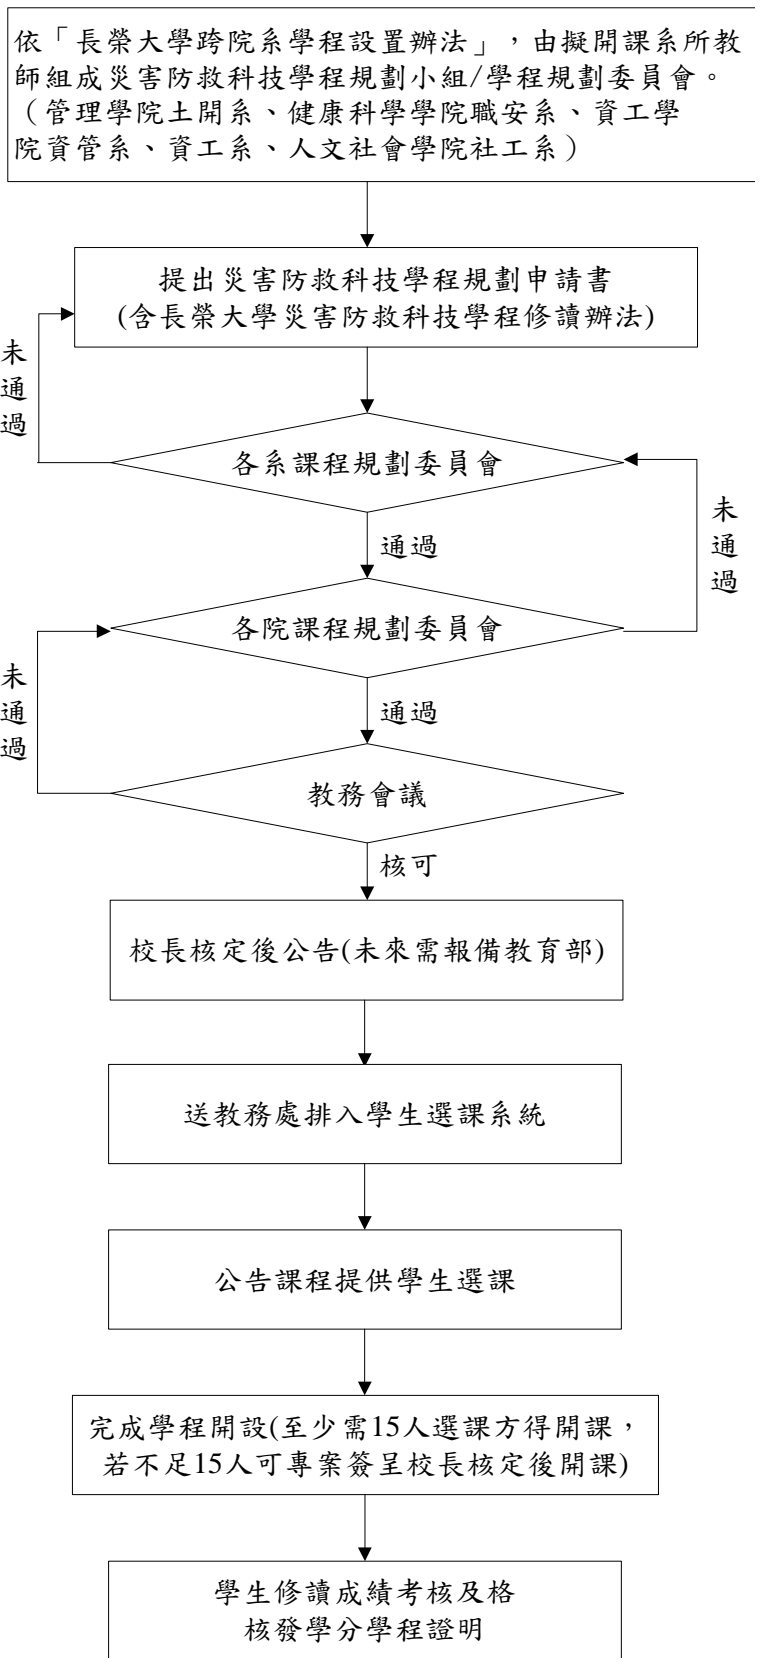 依「長榮大學跨院系學程設置辦法」，由擬開課系所教
師組成災害防救科技學程規劃小組/學程規劃委員會。
（管理學院土開系、健康科學學院職安系、資工學
院資管系、資工系、人文社會學院社工系）
提出災害防救科技學程規劃申請書
(含長榮大學災害防救科技學程修讀辦法)
未
通
過
各系課程規劃委員會
未
通
過
通過
各院課程規劃委員會
未
通
過
通過
教務會議
核可
校長核定後公告(未來需報備教育部)
送教務處排入學生選課系統
公告課程提供學生選課
完成學程開設(至少需15人選課方得開課，
若不足15人可專案簽呈校長核定後開課)
學生修讀成績考核及格
核發學分學程證明